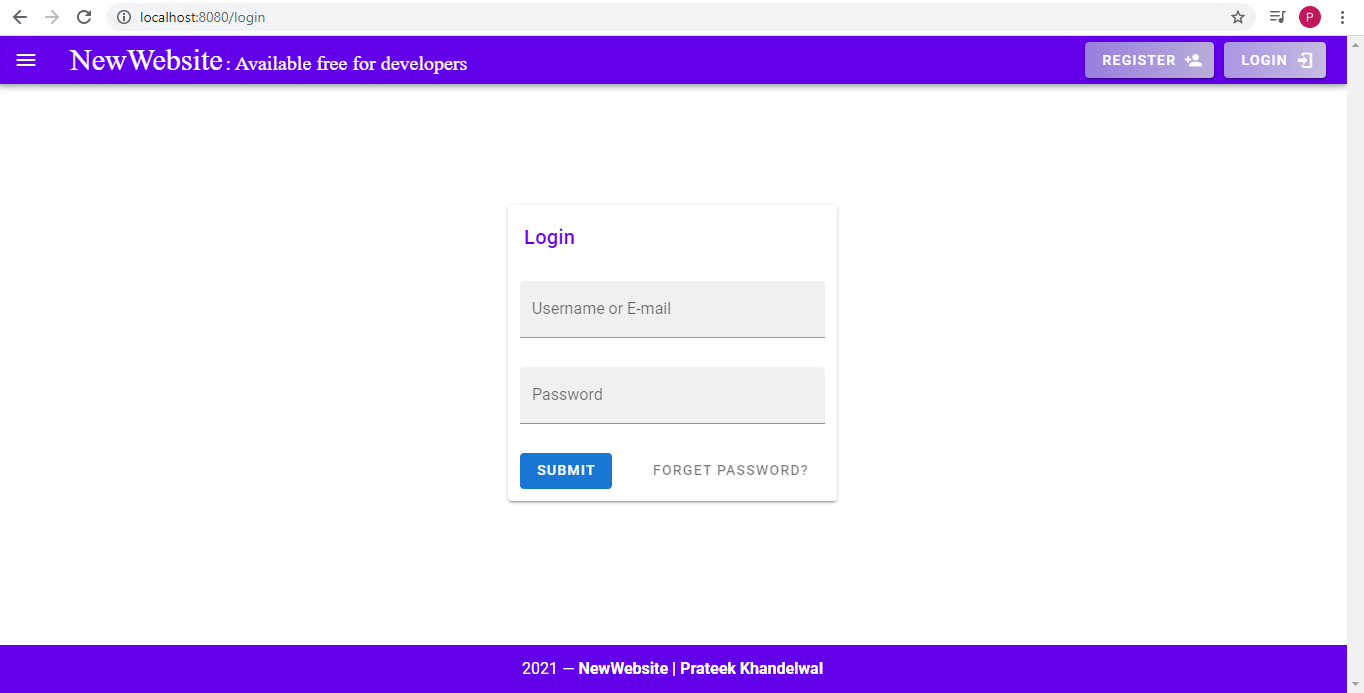 localhost:8080/login
P
NewWebsite : Available free for developers
REGISTER
LOGIN
Login
Username or E-mail
Password
SUBMIT
FORGET PASSWORD?
2021 — NewWebsite | Prateek Khandelwal